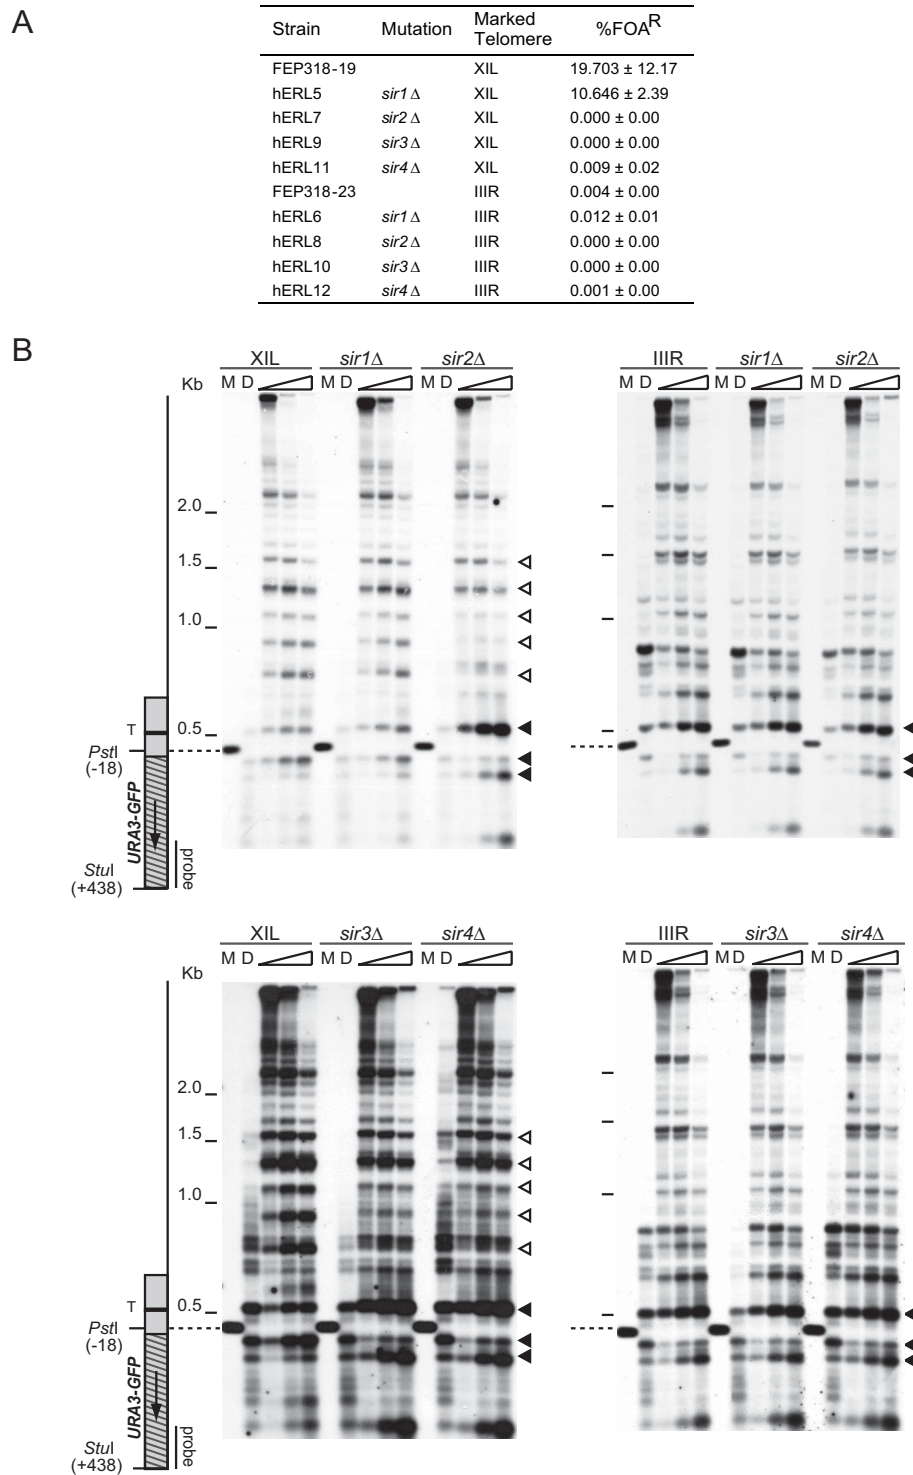 A
Strain Mutation Marked Telomere %FOAR
FEP318-19 XIL 19.703 ± 12.17
hERL5 sir1Δ XIL 10.646 ± 2.39
hERL7 sir2Δ XIL 0.000 ± 0.00
hERL9 sir3Δ XIL 0.000 ± 0.00
hERL11 sir4Δ XIL 0.009 ± 0.02
FEP318-23 IIIR 0.004 ± 0.00
hERL6 sir1Δ IIIR 0.012 ± 0.01
hERL8 sir2Δ IIIR 0.000 ± 0.00
hERL10 sir3Δ IIIR 0.000 ± 0.00
hERL12 sir4Δ IIIR 0.001 ± 0.00
B
XIL sir1Δ sir2Δ IIIR sir1Δ sir2Δ
Kb M D M D M D M D M D M D
2.0
1.5
1.0
T 0.5
PstI
(-18)
URA3-GFP
probe
StuI
(+438)
XIL sir3Δ sir4Δ IIIR sir3Δ sir4Δ
M D M D M D M D M D M D
Kb
2.0
1.5
1.0
T 0.5
PstI
(-18)
URA3-GFP
probe
StuI
(+438)